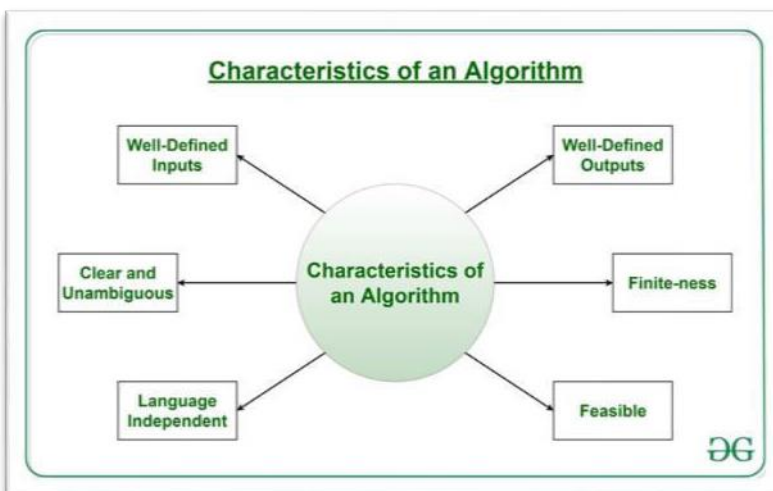 Characteristics of an Algorithm
Well-Defined
Inputs
Well-Defined
Outputs
Clear and
Unambiguous
Characteristics of
an Algorithm
Finite-ness
Language
Independent
Feasible